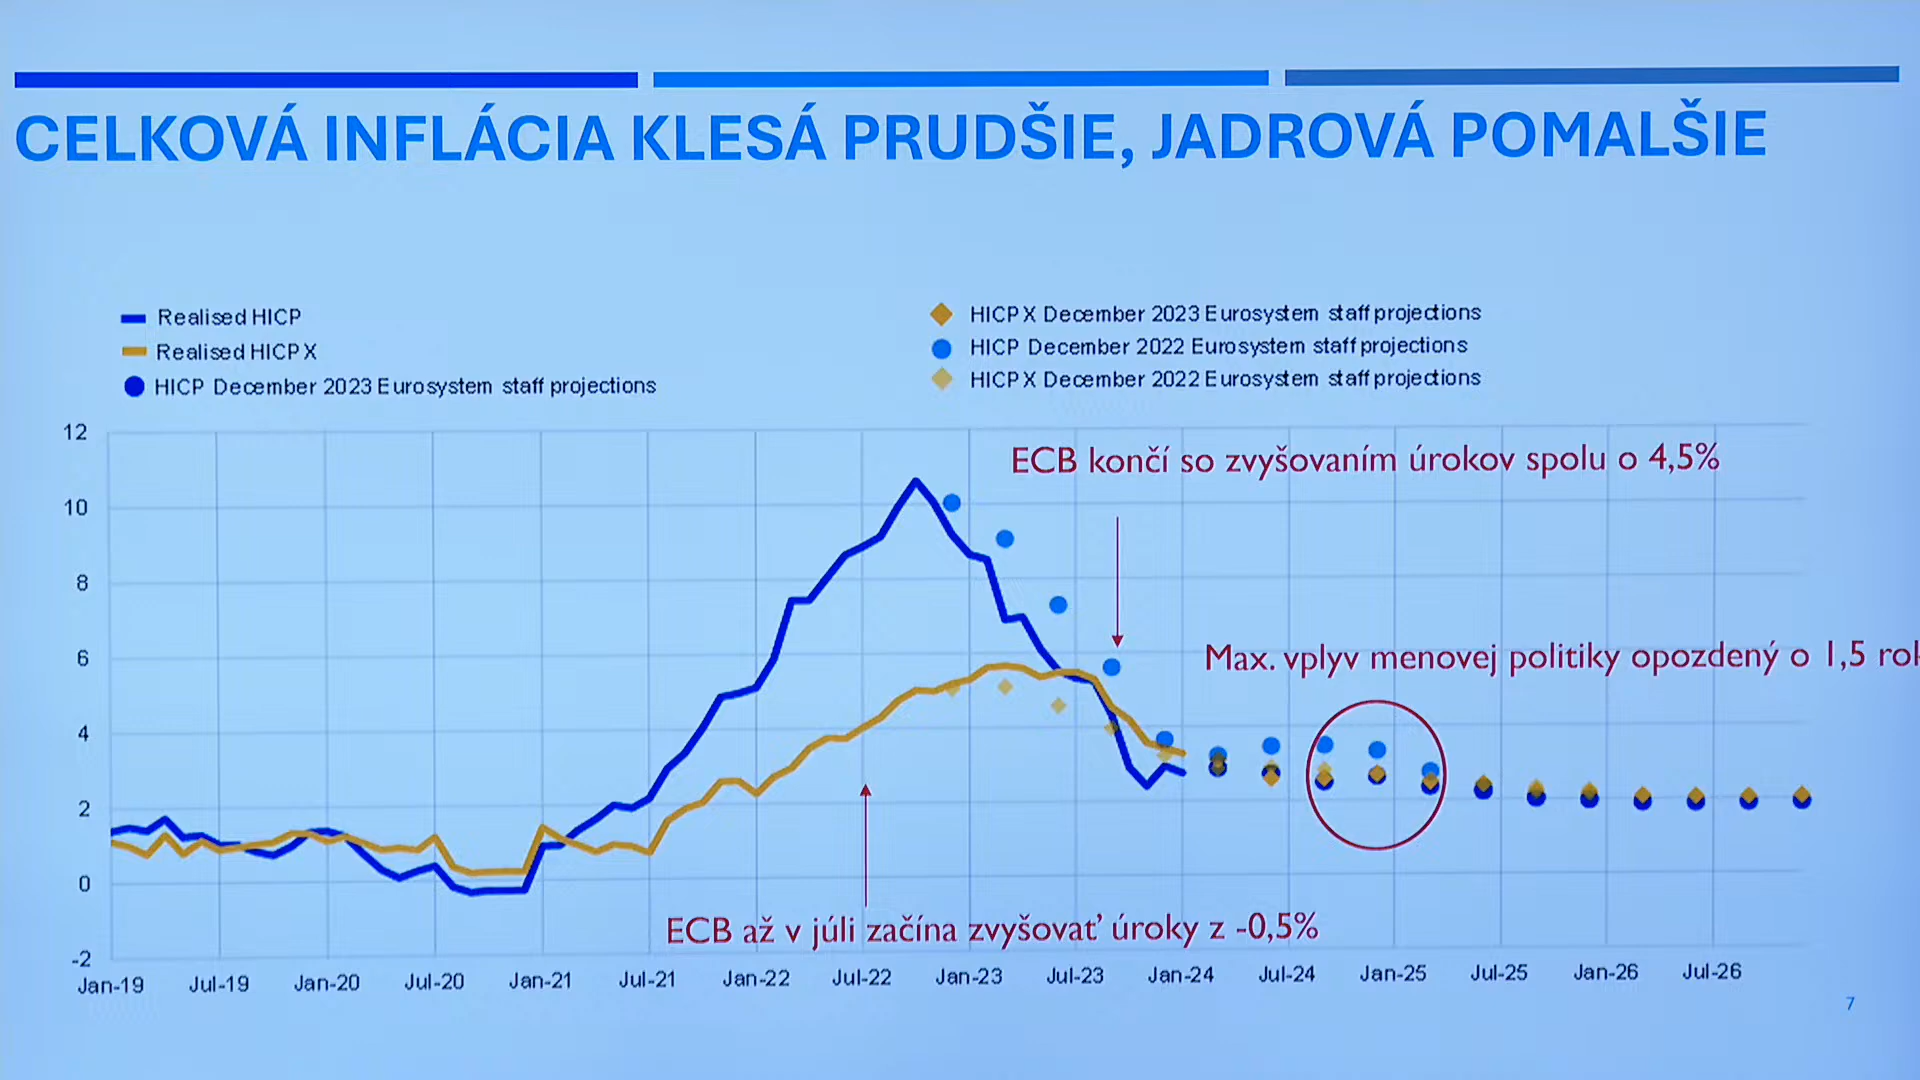 CELKOVÁ INFLÁCIA KLESÁ PRUDŠIE, JADROVÁ POMALŠIE
Realised HICP
Realised HICPX
HICP December 2023 Eurosystem staff projections
HICPX December 2023 Eurosystem staff projections
HICP December 2022 Eurosystem staff projections
HICPX December 2022 Eurosystem staff projections
12
10
8
6
4
2
0
-2
ECB končí so zvyšovaním úrokov spolu o 4,5%
Max. vplyv menovej politiky opozdený o 1,5
ECB až v júli začína zvyšovať úroky z -0,5%
Jan-19 Jul-19 Jan-20 Jul-20 Jan-21 Jul-21 Jan-22 Jul-22 Jan-23 Jul-23 Jan-24 Jul-24 Jan-25 Jul-25 Jan-26 Jul-26
7